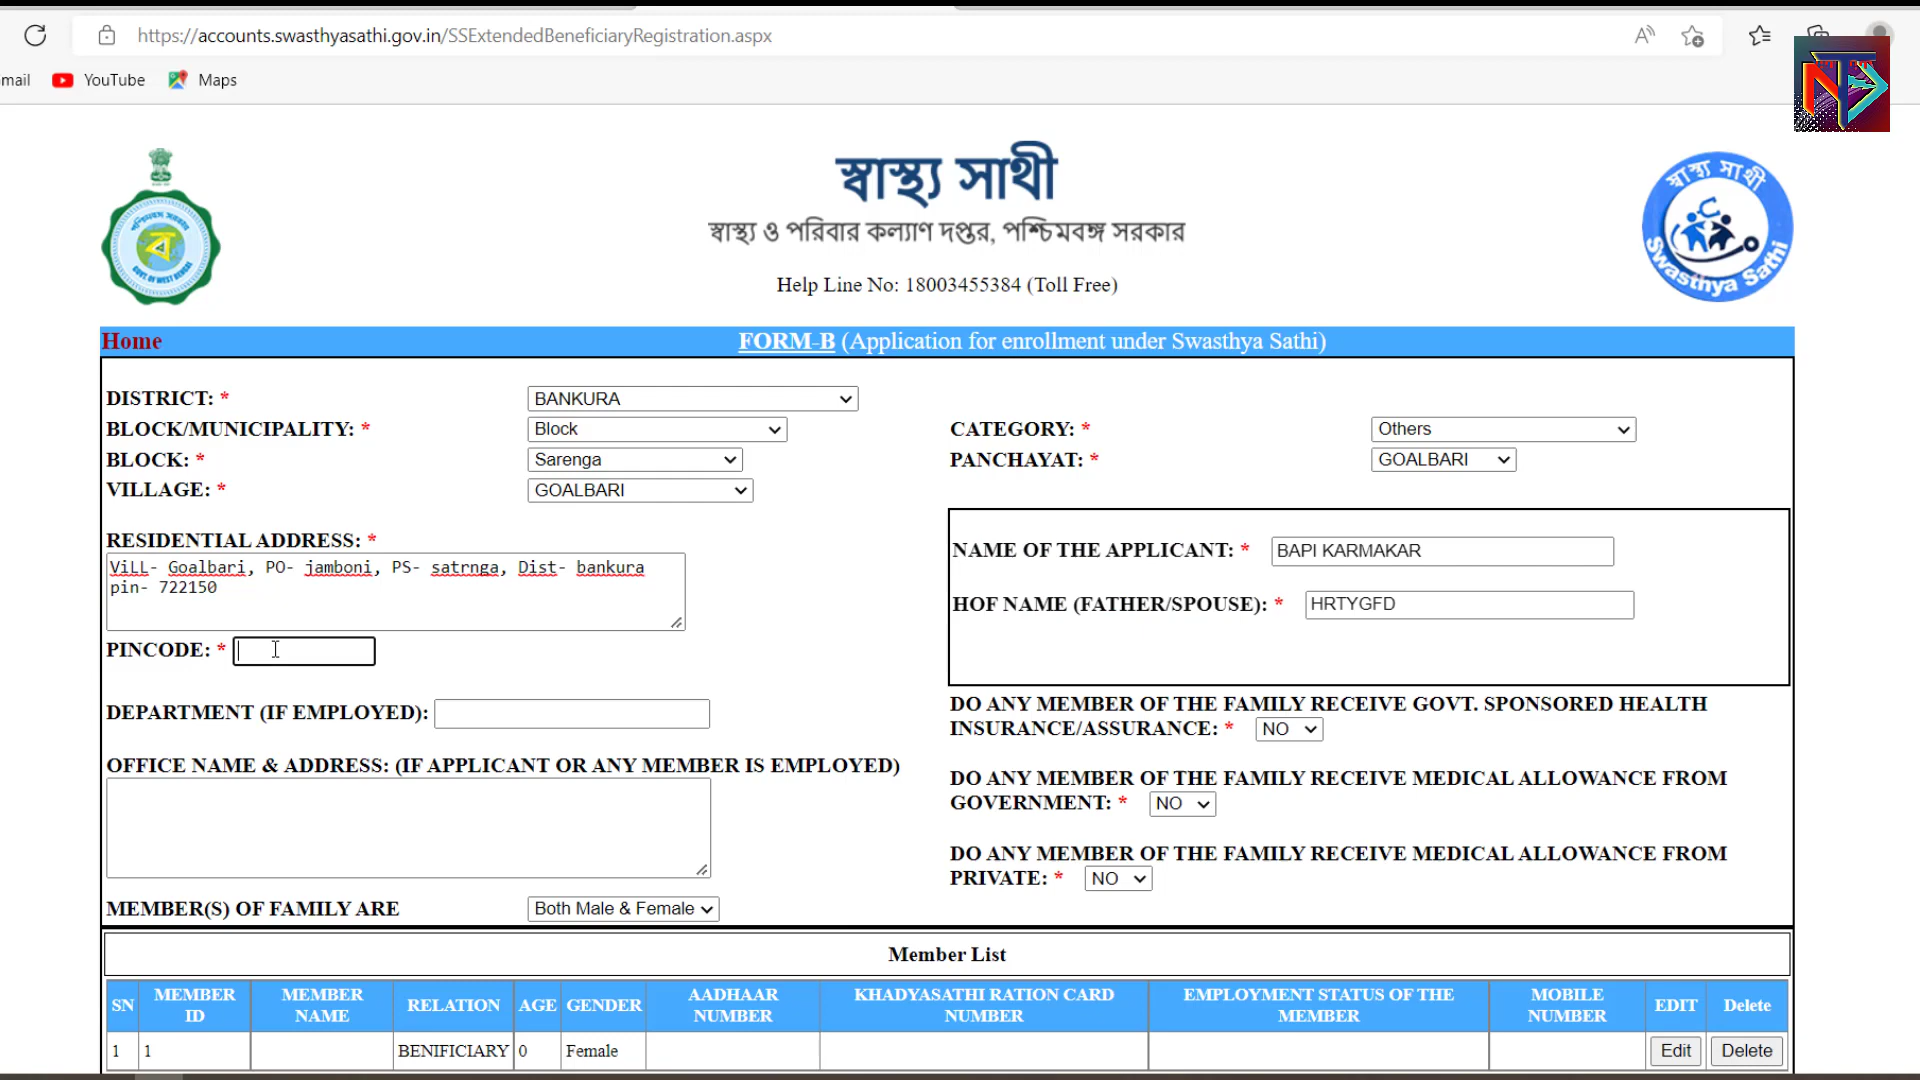 https://accounts.swasthyasathi.gov.in/SSExtendedBeneficiaryRegistration.aspx
mail YouTube Maps
স্বাস্থ্য সাথী
স্বাস্থ্য ও পরিবার কল্যাণ দপ্তর, পশ্চিমবঙ্গ সরকার
Help Line No: 18003455384 (Toll Free)
স্বাস্থ্য সাথী
Swasthya Sathi
ব
GOVT. OF WEST BENGAL
Home FORM-B (Application for enrollment under Swasthya Sathi)
DISTRICT: * BANKURA
BLOCK/MUNICIPALITY: * Block CATEGORY: * Others
BLOCK: * Sarenga PANCHAYAT: * GOALBARI
VILLAGE: * GOALBARI
RESIDENTIAL ADDRESS: *
ViLL- Goalbari, PO- jamboni, PS- satrnga, Dist- bankura
pin- 722150
PINCODE: *
NAME OF THE APPLICANT: * BAPI KARMAKAR
HOF NAME (FATHER/SPOUSE): * HRTYGFD
DEPARTMENT (IF EMPLOYED):
OFFICE NAME & ADDRESS: (IF APPLICANT OR ANY MEMBER IS EMPLOYED)
MEMBER(S) OF FAMILY ARE Both Male & Female
DO ANY MEMBER OF THE FAMILY RECEIVE GOVT. SPONSORED HEALTH
INSURANCE/ASSURANCE: * NO
DO ANY MEMBER OF THE FAMILY RECEIVE MEDICAL ALLOWANCE FROM
GOVERNMENT: * NO
DO ANY MEMBER OF THE FAMILY RECEIVE MEDICAL ALLOWANCE FROM
PRIVATE: * NO
Member List
SN MEMBER ID MEMBER NAME RELATION AGE GENDER AADHAAR NUMBER KHADYASATHI RATION CARD NUMBER EMPLOYMENT STATUS OF THE MEMBER MOBILE NUMBER EDIT Delete
1 1 BENIFICIARY 0 Female Edit Delete